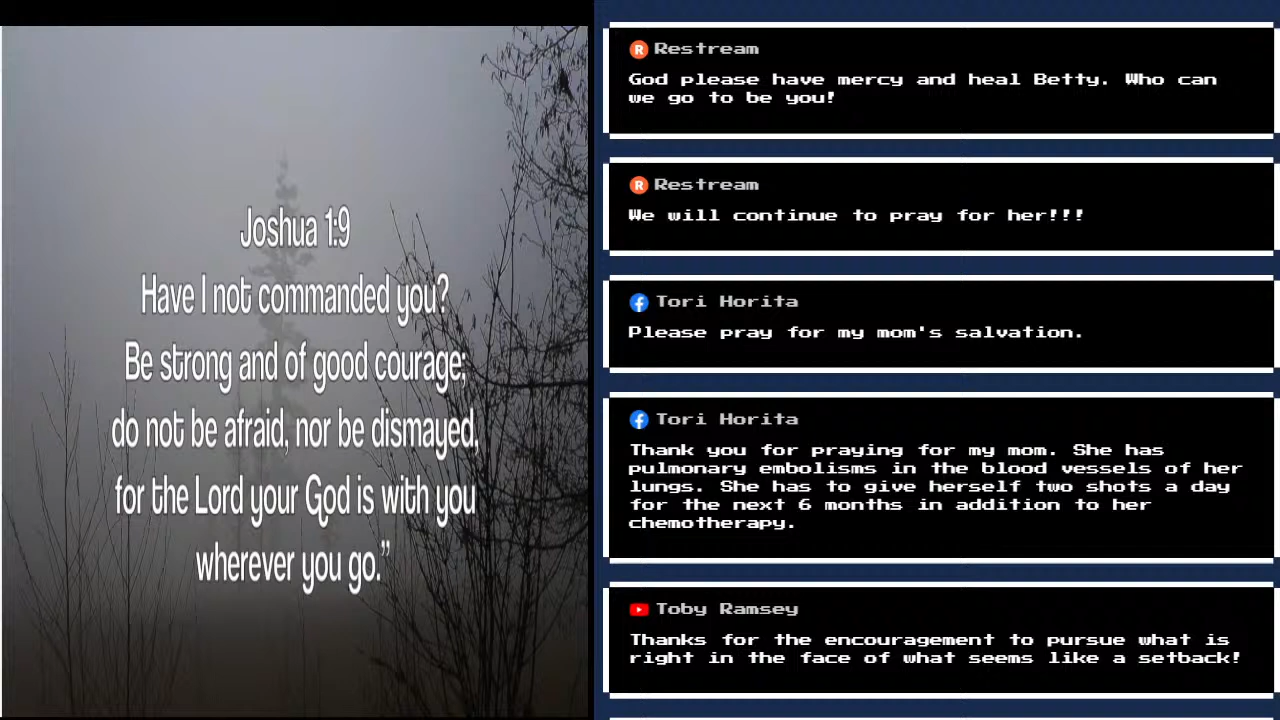 Joshua 1:9
Have I not commanded you?
Be strong and of good courage;
do not be afraid, nor be dismayed,
for the Lord your God is with you
wherever you go.”
Restream
God please have mercy and heal Betty. Who can
we go to be you!
Restream
We will continue to pray for her!!!
Tori Horita
Please pray for my mom's salvation.
Tori Horita
Thank you for praying for my mom. She has
pulmonary embolisms in the blood vessels of her
lungs. She has to give herself two shots a day
for the next 6 months in addition to her
chemotherapy.
Toby Ramsey
Thanks for the encouragement to pursue what is
right in the face of what seems like a setback!